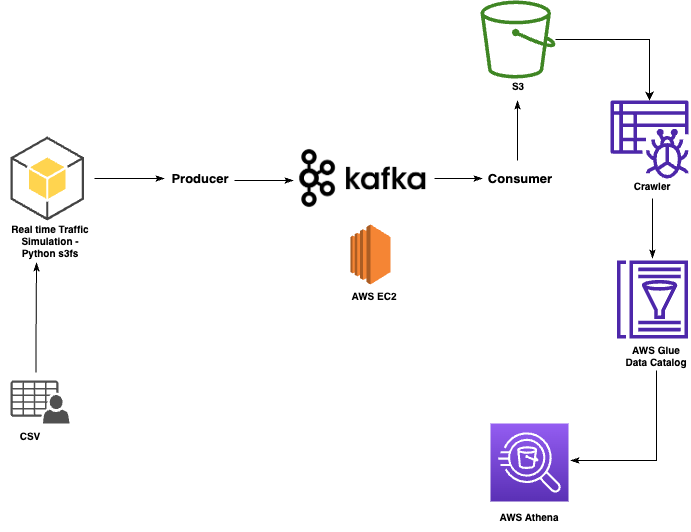 S3
Crawler
Real time Traffic
Simulation -
Python s3fs
Producer
kafka
Consumer
AWS EC2
AWS Glue
Data Catalog
CSV
AWS Athena